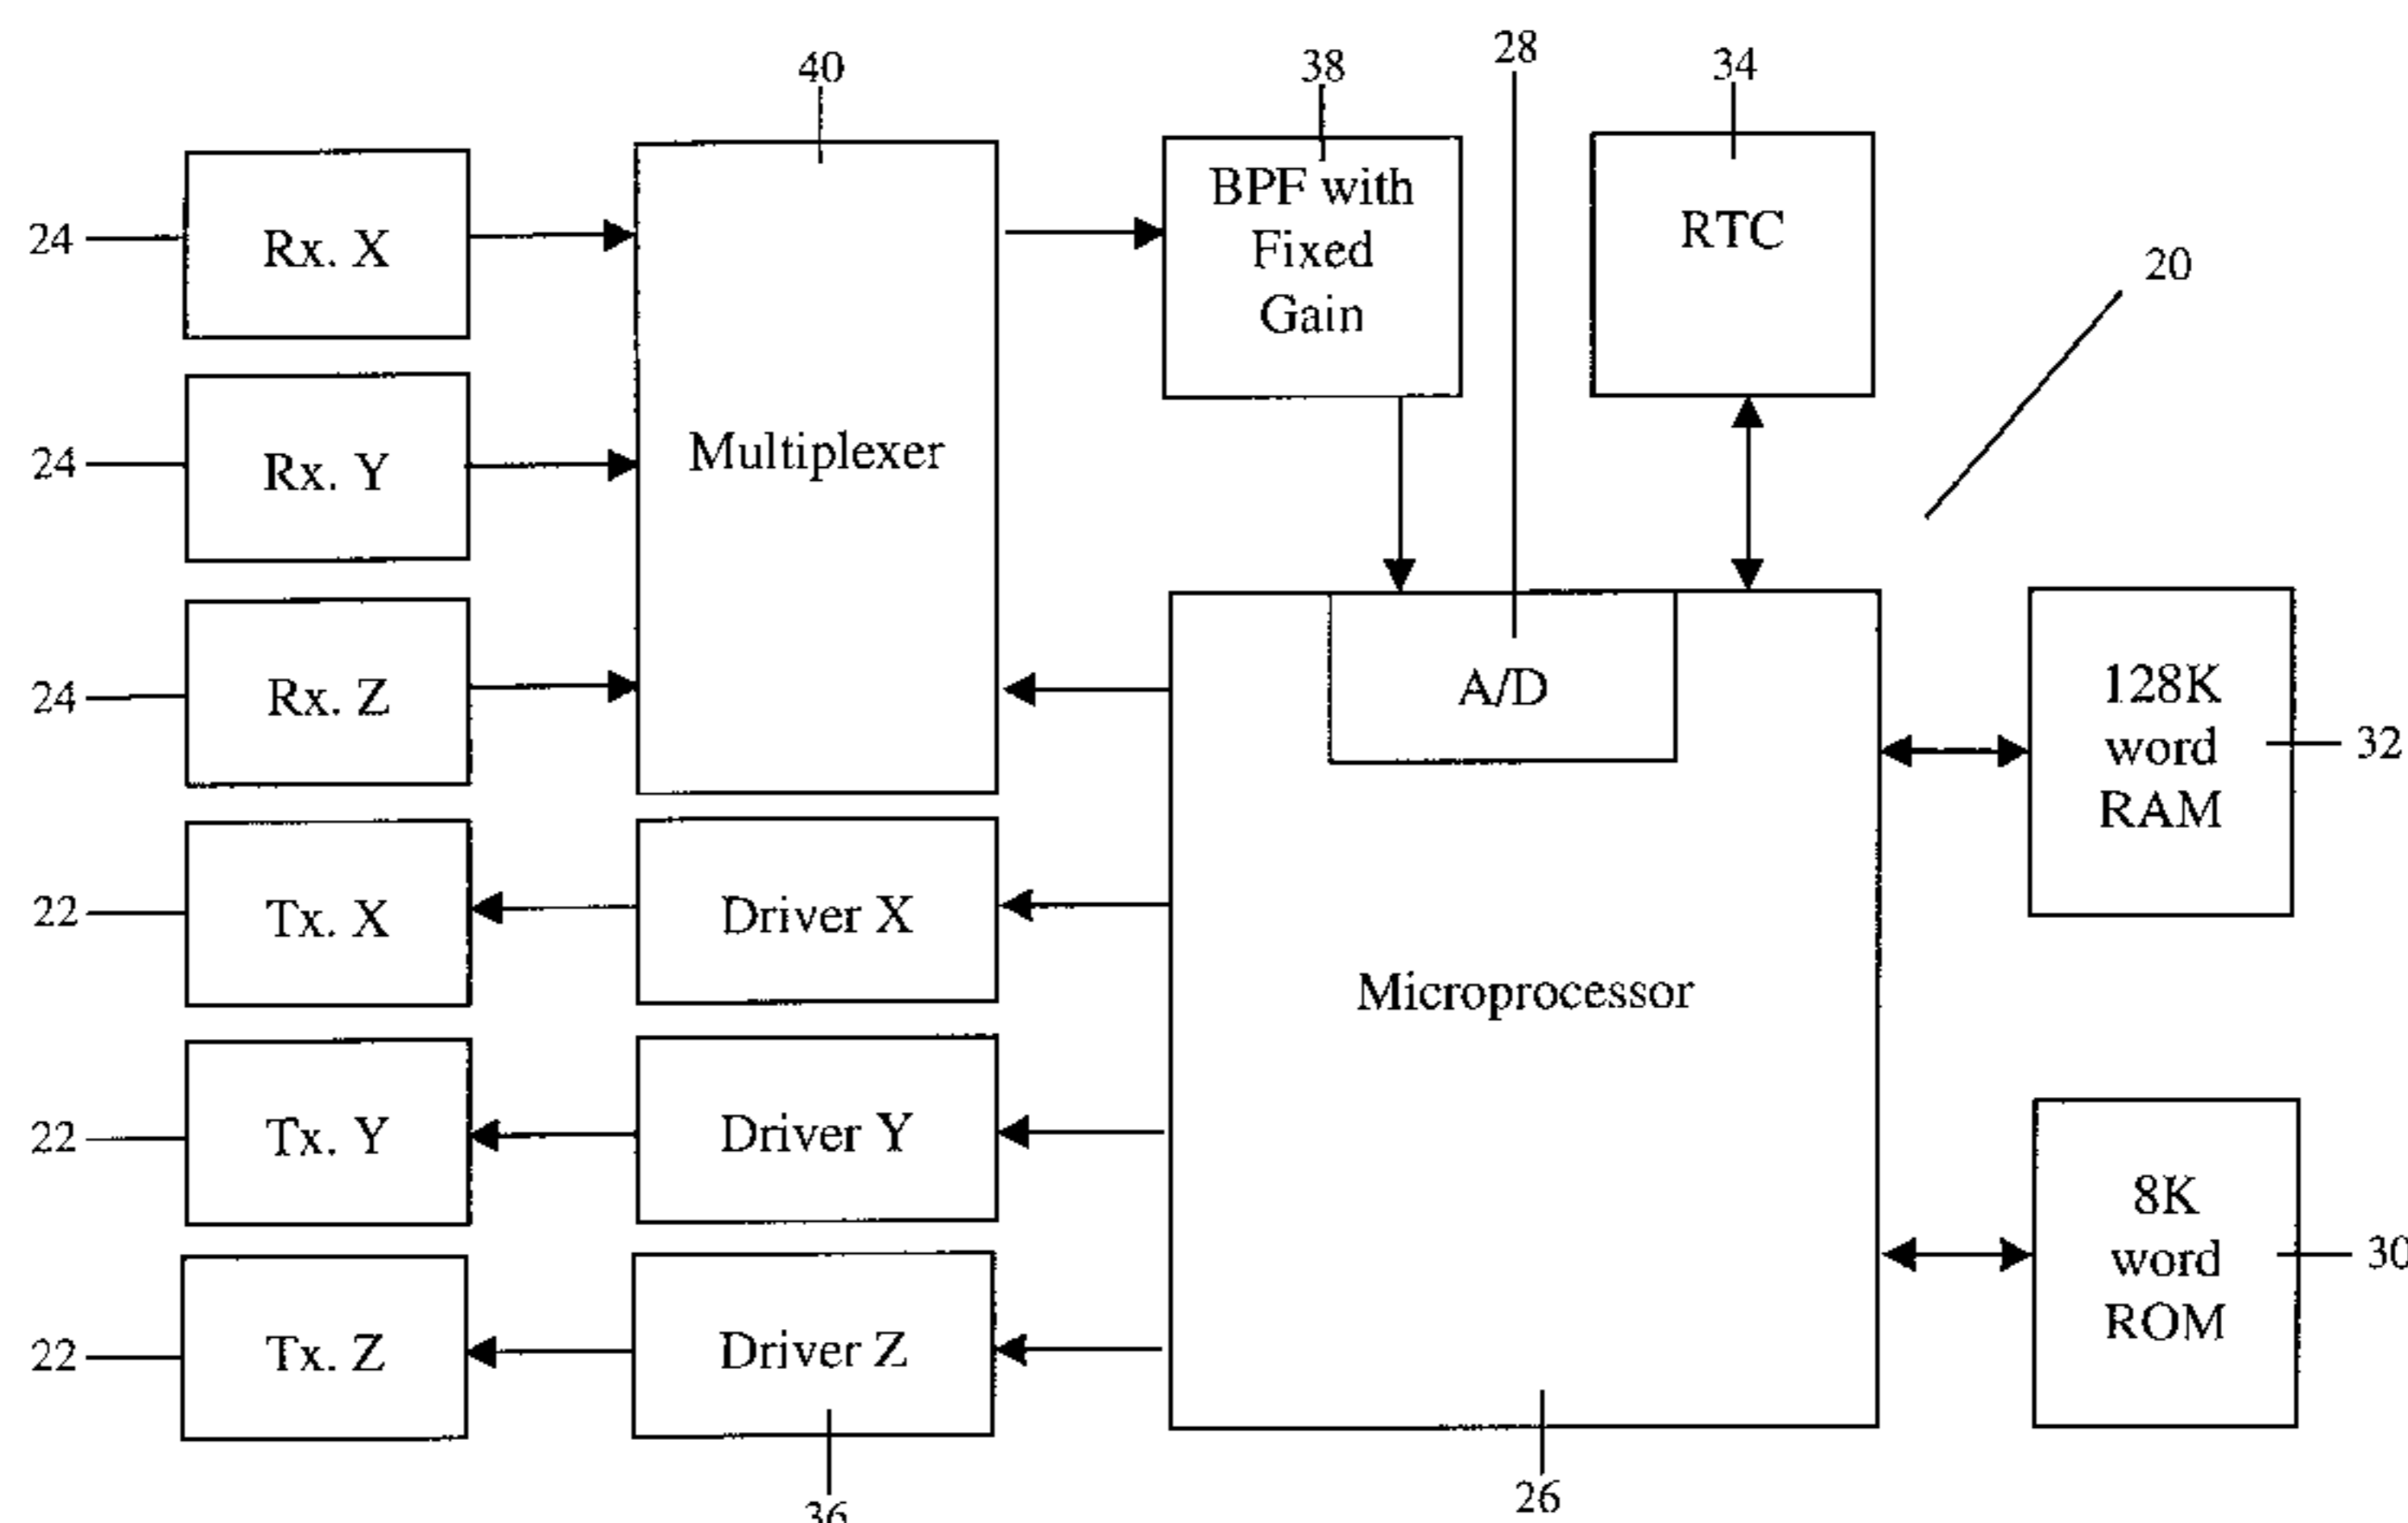 28
40
38
34
BPF with
Fixed
Gain
RTC
24
Rx. X
20
Multiplexer
24
Rx. Y
24
Rx. Z
A/D
128K
word
RAM
32
22
Tx. X
Driver X
Microprocessor
22
Tx. Y
Driver Y
8K
word
ROM
30
22
Tx. Z
Driver Z
26
36